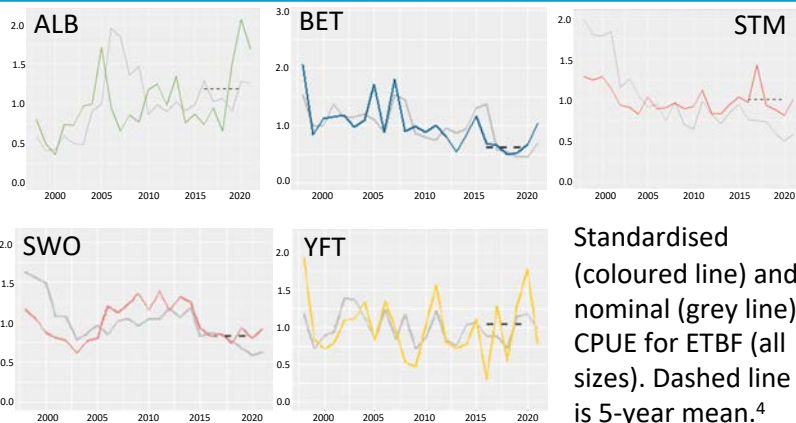 ALB
2.0
1.5
1.0
0.5
0.0
2000 2005 2010 2015 2020
BET
3.0
2.0
1.0
0.0
2000 2005 2010 2015 2020
STM
2.0
1.5
1.0
0.5
0.0
2000 2005 2010 2015 2020
SWO
2.0
1.5
1.0
0.5
0.0
2000 2005 2010 2015 2020
YFT
2.0
1.5
1.0
0.5
0.0
2000 2005 2010 2015 2020
Standardised
(coloured line) and
nominal (grey line)
CPUE for ETBF (all
sizes). Dashed line
is 5-year mean.⁴